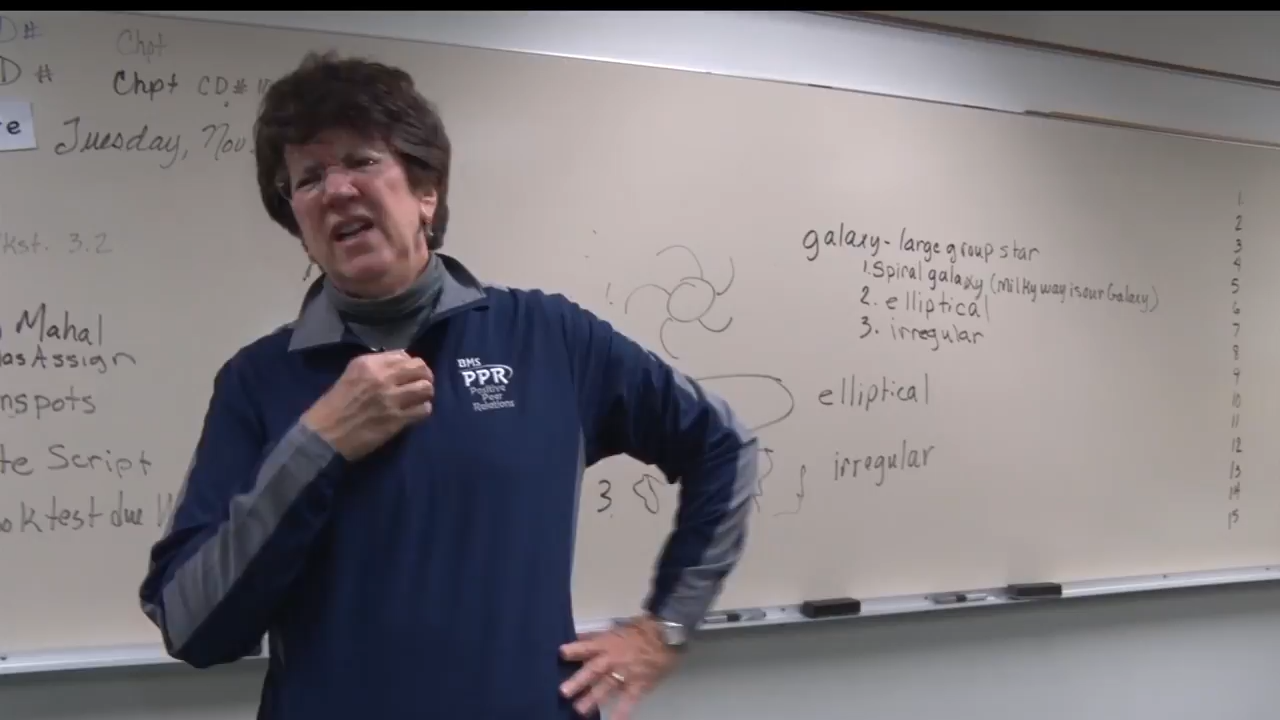 D#
Chpt
D #
Chpt CD#
e
Tuesday, Nov.
kst. 3.2
Mahal
Assign
nspots
te Script
ok test due
BMS
PPR
Positive
Peer
Relations
galaxy - large group star
1. Spiral galaxy (Milky way is our Galaxy)
2. elliptical
3. irregular
elliptical
irregular
3.
1
2
3
4
5
6
7
8
9
10
11
12
13
14
15